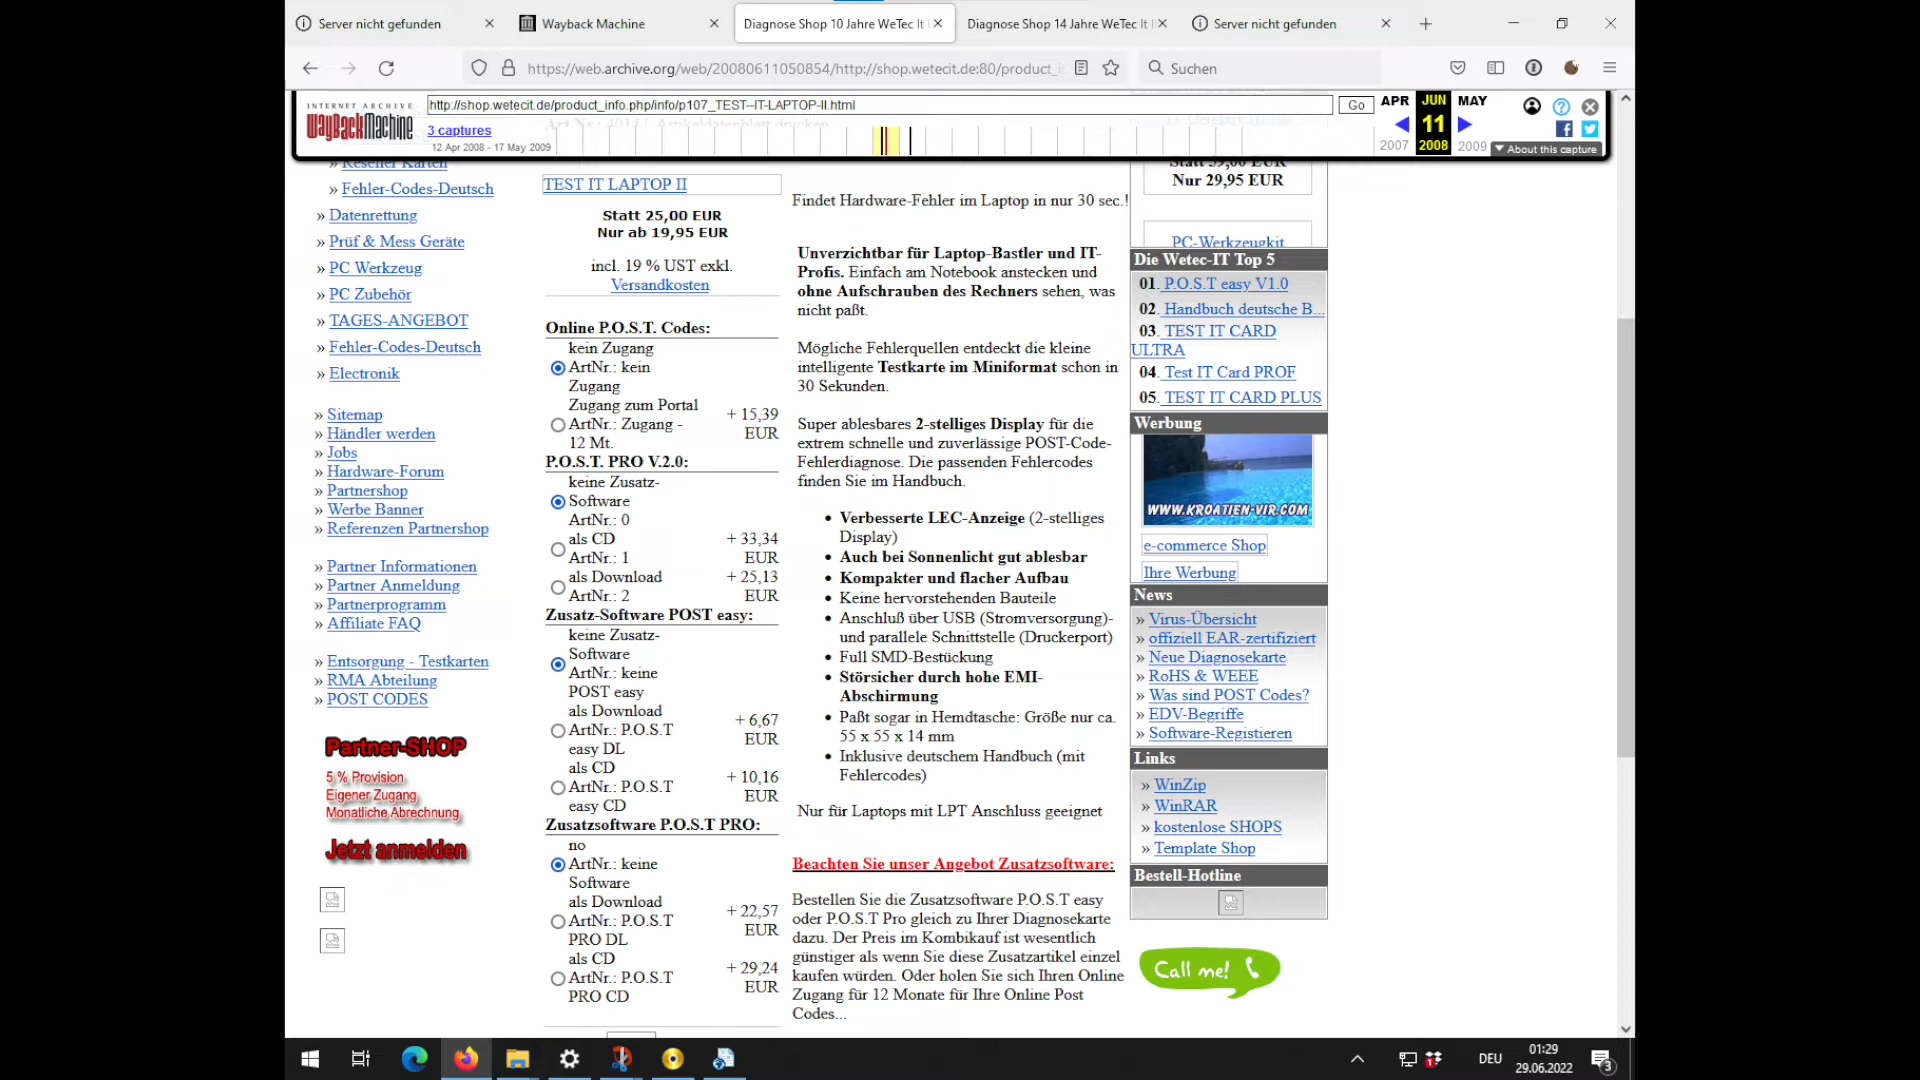 Server nicht gefunden
Wayback Machine
Diagnose Shop 10 Jahre WeTec It
Diagnose Shop 14 Jahre WeTec It I
Server nicht gefunden
https://web.archive.org/web/20080611050854/http://shop.wetecit.de:80/product_i
Suchen
INTERNET ARCHIVE
WayBackMachine
http://shop.wetecit.de/product_info.php/info/p107_TEST--IT-LAPTOP-II.html
Go
3 captures
12 Apr 2008 - 17 May 2009
APR JUN MAY
11
2007 2008 2009
About this capture
Reseller Karten
» Fehler-Codes-Deutsch
» Datenrettung
» Prüf & Mess Geräte
» PC Werkzeug
» PC Zubehör
» TAGES-ANGEBOT
» Fehler-Codes-Deutsch
» Electronik
» Sitemap
» Händler werden
» Jobs
» Hardware-Forum
» Partnershop
» Werbe Banner
» Referenzen Partnershop
» Partner Informationen
» Partner Anmeldung
» Partnerprogramm
» Affiliate FAQ
» Entsorgung - Testkarten
» RMA Abteilung
» POST CODES
Partner-SHOP
5 % Provision
Eigener Zugang
Monatliche Abrechnung
Jetzt anmelden
TEST IT LAPTOP II
Statt 25,00 EUR
Nur ab 19,95 EUR
incl. 19 % UST exkl.
Versandkosten
Online P.O.S.T. Codes:
kein Zugang
ArtNr.: kein
Zugang
Zugang zum Portal
ArtNr.: Zugang -
12 Mt.
+ 15,39
EUR
P.O.S.T. PRO V.2.0:
keine Zusatz-
Software
ArtNr.: 0
als CD
ArtNr.: 1
+ 33,34
EUR
als Download
ArtNr.: 2
+ 25,13
EUR
Zusatz-Software POST easy:
keine Zusatz-
Software
ArtNr.: keine
POST easy
als Download
ArtNr.: P.O.S.T
easy DL
+ 6,67
EUR
als CD
ArtNr.: P.O.S.T
easy CD
+ 10,16
EUR
Zusatzsoftware P.O.S.T PRO:
no
ArtNr.: keine
Software
als Download
ArtNr.: P.O.S.T
PRO DL
+ 22,57
EUR
als CD
ArtNr.: P.O.S.T
PRO CD
+ 29,24
EUR
Findet Hardware-Fehler im Laptop in nur 30 sec.!
Unverzichtbar für Laptop-Bastler und IT-
Profis. Einfach am Notebook anstecken und
ohne Aufschrauben des Rechners sehen, was
nicht paßt.
Mögliche Fehlerquellen entdeckt die kleine
intelligente Testkarte im Miniformat schon in
30 Sekunden.
Super ablesbares 2-stelliges Display für die
extrem schnelle und zuverlässige POST-Code-
Fehlerdiagnose. Die passenden Fehlercodes
finden Sie im Handbuch.
• Verbesserte LEC-Anzeige (2-stelliges
Display)
• Auch bei Sonnenlicht gut ablesbar
• Kompakter und flacher Aufbau
• Keine hervorstehenden Bauteile
• Anschluß über USB (Stromversorgung)-
und parallele Schnittstelle (Druckerport)
• Full SMD-Bestückung
• Störsicher durch hohe EMI-
Abschirmung
• Paßt sogar in Hemdtasche: Größe nur ca.
55 x 55 x 14 mm
• Inklusive deutschem Handbuch (mit
Fehlercodes)
Nur für Laptops mit LPT Anschluss geeignet
Beachten Sie unser Angebot Zusatzsoftware:
Bestellen Sie die Zusatzsoftware P.O.S.T easy
oder P.O.S.T Pro gleich zu Ihrer Diagnosekarte
dazu. Der Preis im Kombikauf ist wesentlich
günstiger als wenn Sie diese Zusatzartikel einzel
kaufen würden. Oder holen Sie sich Ihren Online
Zugang für 12 Monate für Ihre Online Post
Codes...
Statt 39,00 EUR
Nur 29,95 EUR
PC-Werkzeugkit
Die Wetec-IT Top 5
01. P.O.S.T easy V1.0
02. Handbuch deutsche B...
03. TEST IT CARD
ULTRA
04. Test IT Card PROF
05. TEST IT CARD PLUS
Werbung
WWW.KROATIEN-VIR.COM
e-commerce Shop
Ihre Werbung
News
» Virus-Übersicht
» offiziell EAR-zertifiziert
» Neue Diagnosekarte
» RoHS & WEEE
» Was sind POST Codes?
» EDV-Begriffe
» Software-Registieren
Links
» WinZip
» WinRAR
» kostenlose SHOPS
» Template Shop
Bestell-Hotline
Call me!
DEU
01:29
29.06.2022
3